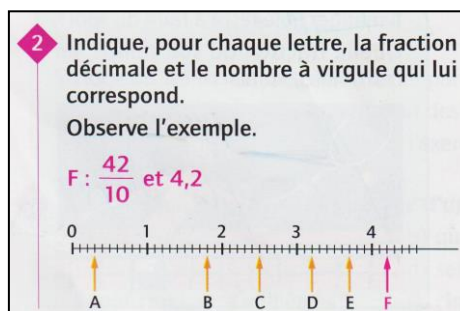 2 Indique, pour chaque lettre, la fraction
décimale et le nombre à virgule qui lui
correspond.
Observe l'exemple.
F : 42/10 et 4,2
0 1 2 3 4
A B C D E F